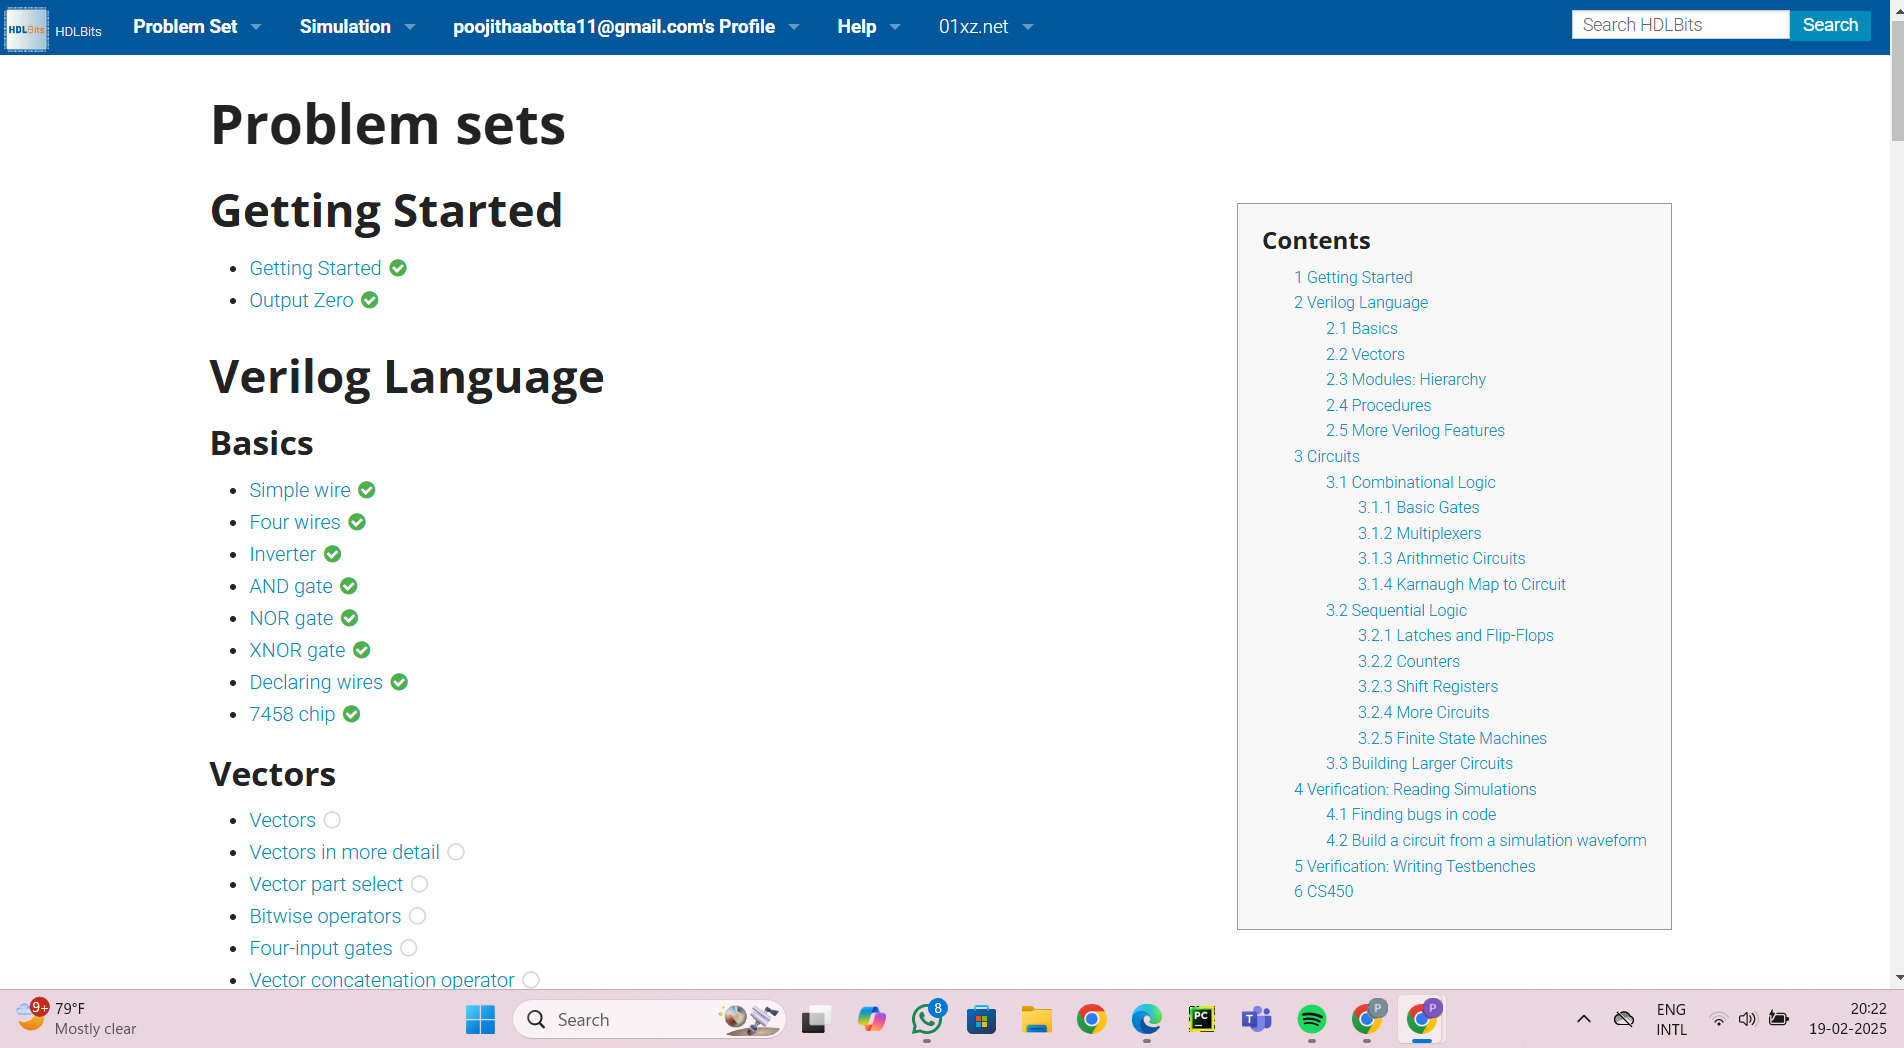 HDLBits HDLBits Problem Set Simulation poojithaabotta11@gmail.com's Profile Help 01xz.net Search HDLBits Search
Problem sets
Getting Started
Getting Started
Output Zero
Verilog Language
Basics
Simple wire
Four wires
Inverter
AND gate
NOR gate
XNOR gate
Declaring wires
7458 chip
Vectors
Vectors
Vectors in more detail
Vector part select
Bitwise operators
Four-input gates
Vector concatenation operator
Contents
1 Getting Started
2 Verilog Language
2.1 Basics
2.2 Vectors
2.3 Modules: Hierarchy
2.4 Procedures
2.5 More Verilog Features
3 Circuits
3.1 Combinational Logic
3.1.1 Basic Gates
3.1.2 Multiplexers
3.1.3 Arithmetic Circuits
3.1.4 Karnaugh Map to Circuit
3.2 Sequential Logic
3.2.1 Latches and Flip-Flops
3.2.2 Counters
3.2.3 Shift Registers
3.2.4 More Circuits
3.2.5 Finite State Machines
3.3 Building Larger Circuits
4 Verification: Reading Simulations
4.1 Finding bugs in code
4.2 Build a circuit from a simulation waveform
5 Verification: Writing Testbenches
6 CS450
9+ 79°F
Mostly clear
Search
8
PC
T
P
P
ENG
INTL
20:22
19-02-2025